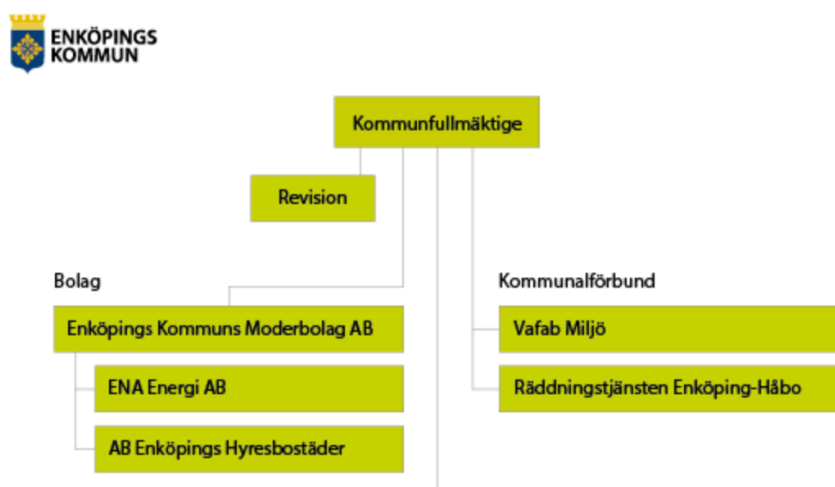 ENKÖPINGS
KOMMUN
Kommunfullmäktige
Revision
Bolag
Enköpings Kommuns Moderbolag AB
ENA Energi AB
AB Enköpings Hyresbostäder
Kommunalförbund
Vafab Miljö
Räddningstjänsten Enköping-Håbo